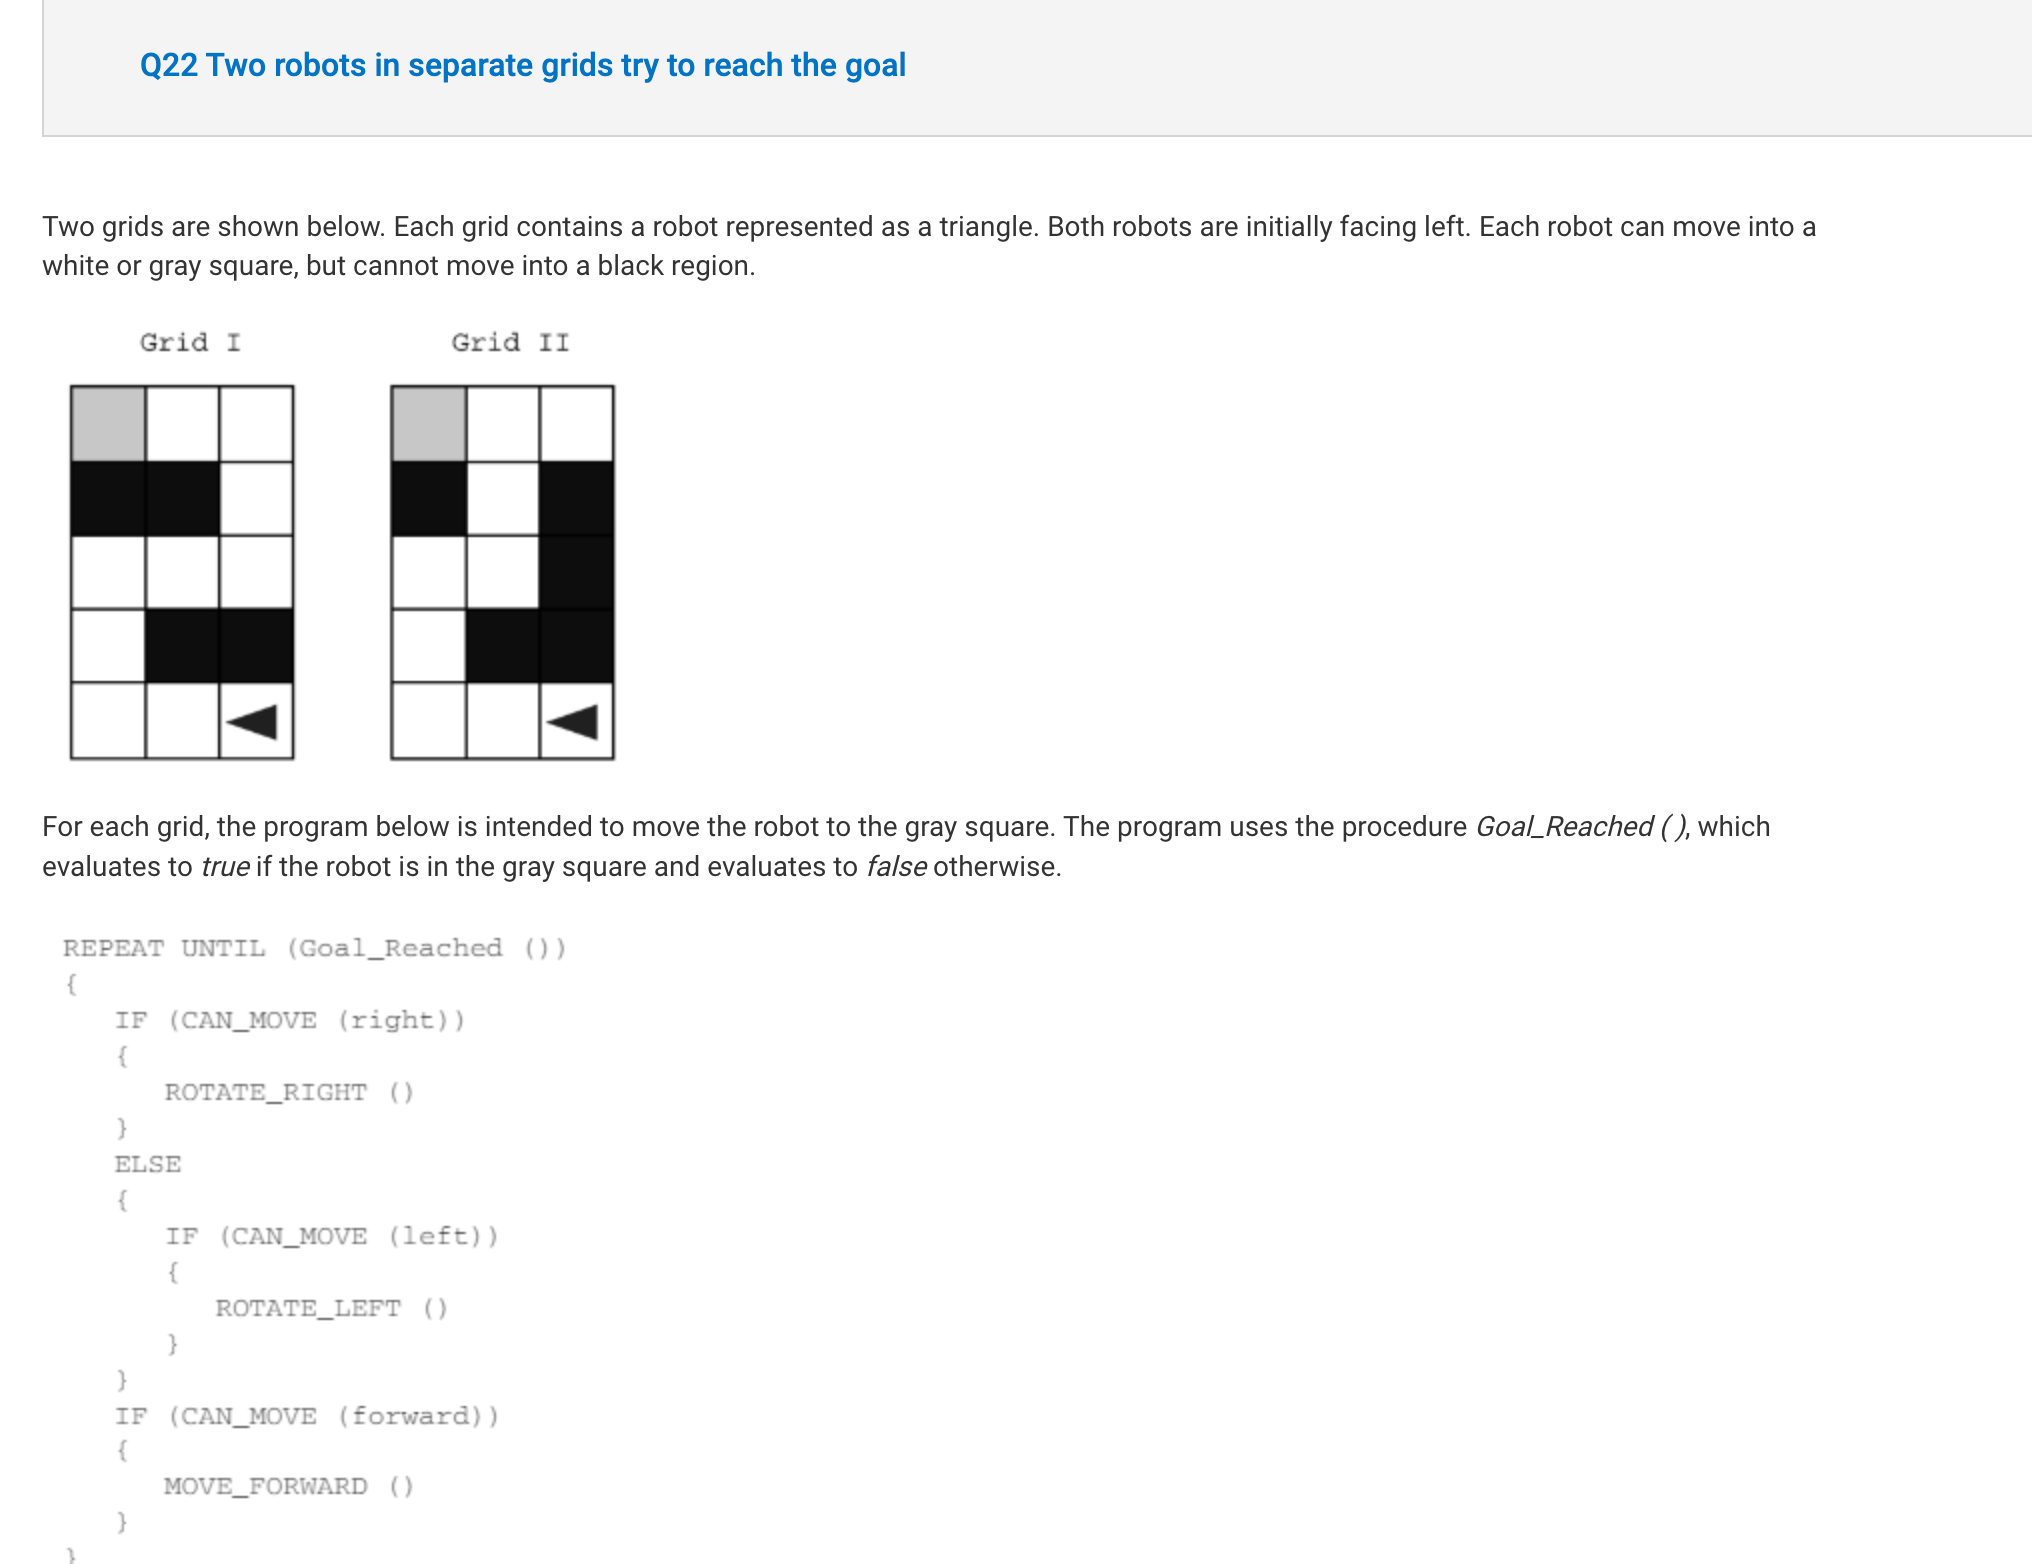 Q22 Two robots in separate grids try to reach the goal
Two grids are shown below. Each grid contains a robot represented as a triangle. Both robots are initially facing left. Each robot can move into a
white or gray square, but cannot move into a black region.
Grid I
Grid II
For each grid, the program below is intended to move the robot to the gray square. The program uses the procedure Goal_Reached ( ), which
evaluates to true if the robot is in the gray square and evaluates to false otherwise.
REPEAT UNTIL (Goal_Reached ())
{
IF (CAN_MOVE (right))
{
ROTATE_RIGHT ()
}
ELSE
{
IF (CAN_MOVE (left))
{
ROTATE_LEFT ()
}
}
IF (CAN_MOVE (forward))
{
MOVE_FORWARD ()
}
}